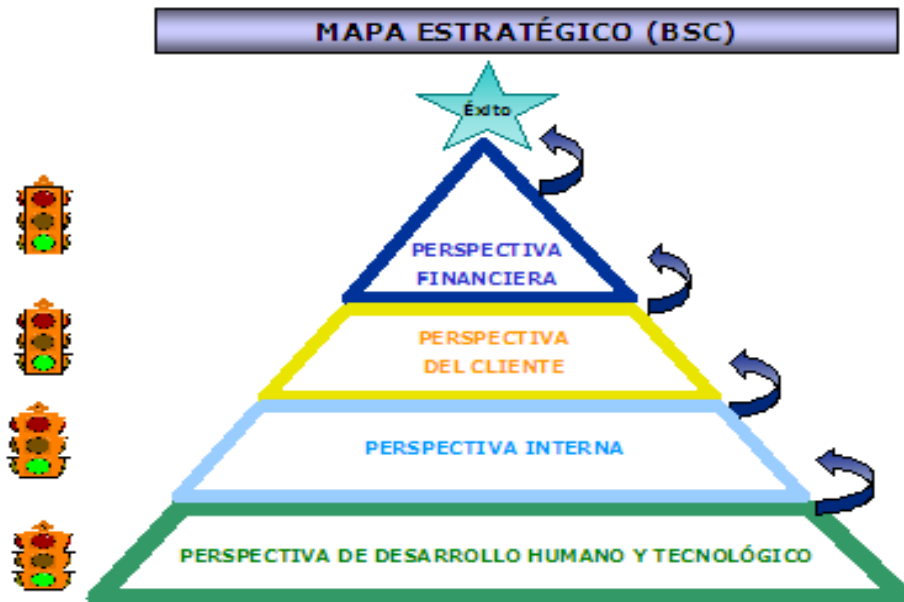 MAPA ESTRATÉGICO (BSC)
Éxito
PERSPECTIVA
FINANCIERA
PERSPECTIVA
DEL CLIENTE
PERSPECTIVA INTERNA
PERSPECTIVA DE DESARROLLO HUMANO Y TECNOLÓGICO